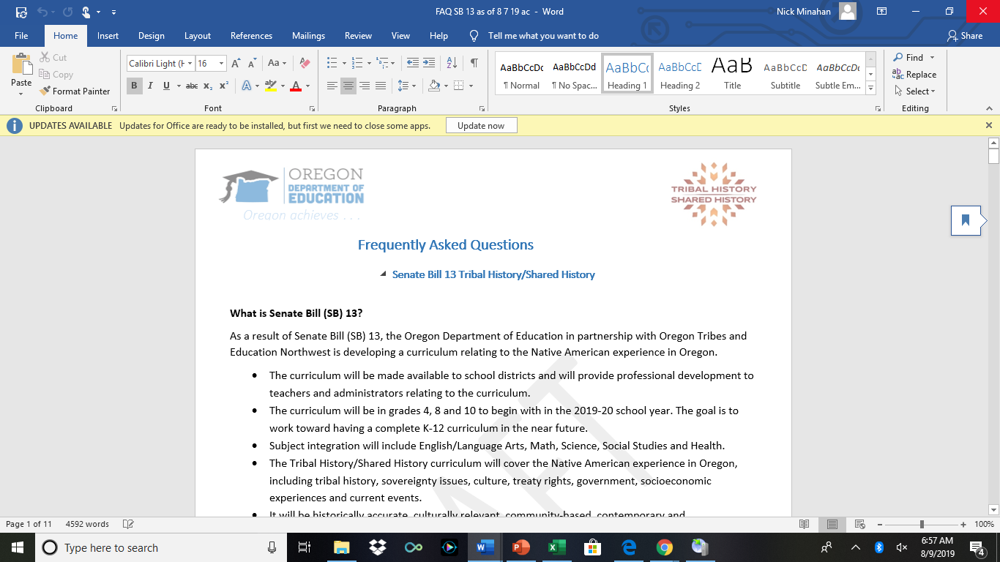 FAQ SB 13 as of 8 7 19 ac - Word
Nick Minahan
File Home Insert Design Layout References Mailings Review View Help Tell me what you want to do Share
Paste
Cut
Copy
Format Painter
Clipboard
Calibri Light (H 16
Font
Paragraph
AaBbCcDc AaBbCcDd AaBbCc AaBbCcE AaB AaBbCcD AaBbCcDc
¶ Normal ¶ No Spac... Heading 1 Heading 2 Title Subtitle Subtle Em...
Styles
Find
Replace
Select
Editing
UPDATES AVAILABLE Updates for Office are ready to be installed, but first we need to close some apps. Update now
OREGON
DEPARTMENT OF
EDUCATION
Oregon achieves . . .
TRIBAL HISTORY
SHARED HISTORY
Frequently Asked Questions
Senate Bill 13 Tribal History/Shared History
What is Senate Bill (SB) 13?
As a result of Senate Bill (SB) 13, the Oregon Department of Education in partnership with Oregon Tribes and
Education Northwest is developing a curriculum relating to the Native American experience in Oregon.
• The curriculum will be made available to school districts and will provide professional development to
teachers and administrators relating to the curriculum.
• The curriculum will be in grades 4, 8 and 10 to begin with in the 2019-20 school year. The goal is to
work toward having a complete K-12 curriculum in the near future.
• Subject integration will include English/Language Arts, Math, Science, Social Studies and Health.
• The Tribal History/Shared History curriculum will cover the Native American experience in Oregon,
including tribal history, sovereignty issues, culture, treaty rights, government, socioeconomic
experiences and current events.
• It will be historically accurate, culturally relevant, community-based, contemporary and
Page 1 of 11 4592 words
100%
Type here to search
6:57 AM
8/9/2019
4